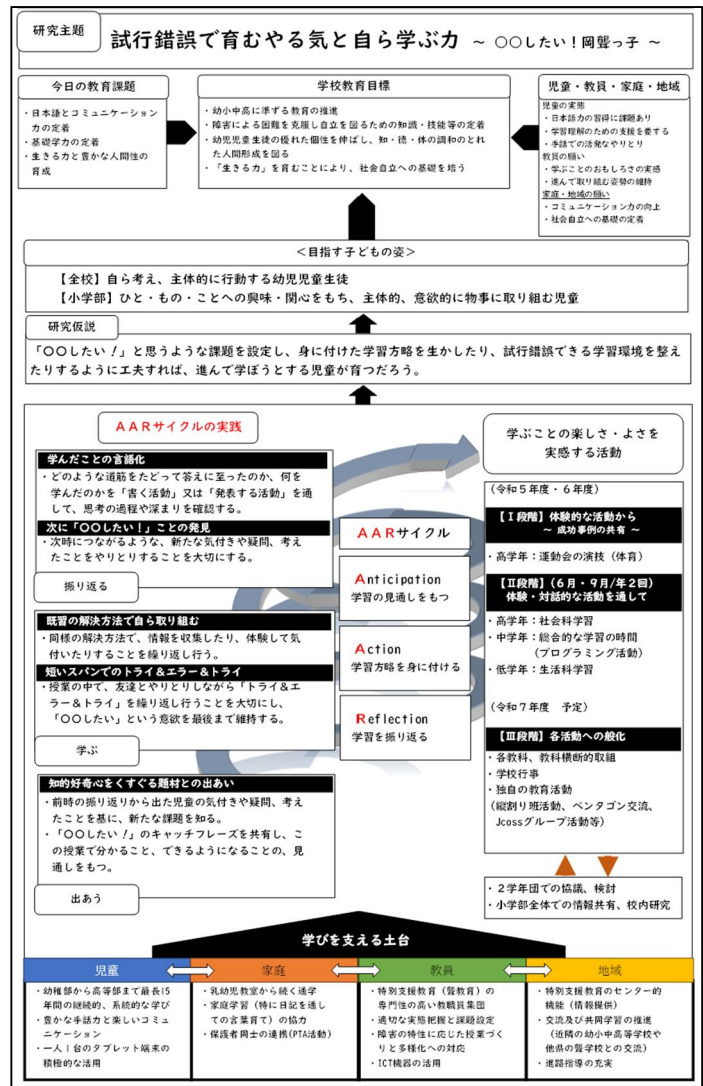 研究主題
試行錯誤で育むやる気と自ら学ぶ力 ～ 〇〇したい！岡聾っ子 ～
今日の教育課題
・日本語とコミュニケーション
力の定着
・基礎学力の定着
・生きる力と豊かな人間性の
育成
学校教育目標
・幼小中高に準ずる教育の推進
・障害による困難を克服し自立を図るための知識・技能等の定着
・幼児児童生徒の優れた個性を伸ばし、知・徳・体の調和のとれ
た人間形成を図る
・「生きる力」を育むことにより、社会自立への基礎を培う
児童・教員・家庭・地域
児童の実態
・日本語力の習得に課題あり
・学習理解のための支援を要する
・手話での活発なやりとり
教員の願い
・学ぶことのおもしろさの実感
・進んで取り組む姿勢の維持
家庭・地域の願い
・コミュニケーション力の向上
・社会自立への基礎の定着
＜目指す子どもの姿＞
【全校】自ら考え、主体的に行動する幼児児童生徒
【小学部】ひと・もの・ことへの興味・関心をもち、主体的、意欲的に物事に取り組む児童
研究仮説
「〇〇したい！」と思うような課題を設定し、身に付けた学習方略を生かしたり、試行錯誤できる学習環境を整え
たりするように工夫すれば、進んで学ぼうとする児童が育つだろう。
ＡＡＲサイクルの実践
学んだことの言語化
・どのような道筋をたどって答えに至ったのか、何を
学んだのかを「書く活動」又は「発表する活動」を通
して、思考の過程や深まりを確認する。
次に「〇〇したい！」ことの発見
・次時につながるような、新たな気付きや疑問、考え
たことをやりとりすることを大切にする。
振り返る
既習の解決方法で自ら取り組む
・同様の解決方法で、情報を収集したり、体験して気
付いたりすることを繰り返し行う。
短いスパンでのトライ＆エラー＆トライ
・授業の中で、友達とやりとりしながら「トライ＆エ
ラー＆トライ」を繰り返し行うことを大切にし、
「〇〇したい」という意欲を最後まで維持する。
学ぶ
知的好奇心をくすぐる題材との出あい
・前時の振り返りから出た児童の気付きや疑問、考え
たことを基に、新たな課題を知る。
・「〇〇したい！」のキャッチフレーズを共有し、こ
の授業で分かること、できるようになることの、見
通しをもつ。
出あう
ＡＡＲサイクル
Anticipation
学習の見通しをもつ
Action
学習方略を身に付ける
Reflection
学習を振り返る
学ぶことの楽しさ・よさを
実感する活動
（令和５年度・６年度）
【Ⅰ段階】体験的な活動から
～ 成功事例の共有 ～
・高学年：運動会の演技（体育）
【Ⅱ段階】（６月・９月/年２回）
体験・対話的な活動を通して
・高学年：社会科学習
・中学年：総合的な学習の時間
（プログラミング活動）
・低学年：生活科学習
（令和７年度 予定）
【Ⅲ段階】各活動への般化
・各教科、教科横断的取組
・学校行事
・独自の教育活動
（縦割り班活動、ペンタゴン交流、
Jcossグループ活動等）
・２学年団での協議、検討
・小学部全体での情報共有、校内研究
学びを支える土台
児童
・幼稚部から高等部まで最長15
年間の継続的、系統的な学び
・豊かな手話力と楽しいコミュ
ニケーション
・一人１台のタブレット端末の
積極的な活用
家庭
・乳幼児教室から続く通学
・家庭学習（特に日記を通して
の言葉育て）の協力
・保護者同士の連携(PTA活動)
教員
・特別支援教育（聾教育）の
専門性の高い教職員集団
・適切な実態把握と課題設定
・障害の特性に応じた授業づく
りと多様化への対応
・ICT機器の活用
地域
・特別支援教育のセンター的
機能（情報提供）
・交流及び共同学習の推進
（近隣の幼小中高等学校や
他県の聾学校との交流）
・進路指導の充実